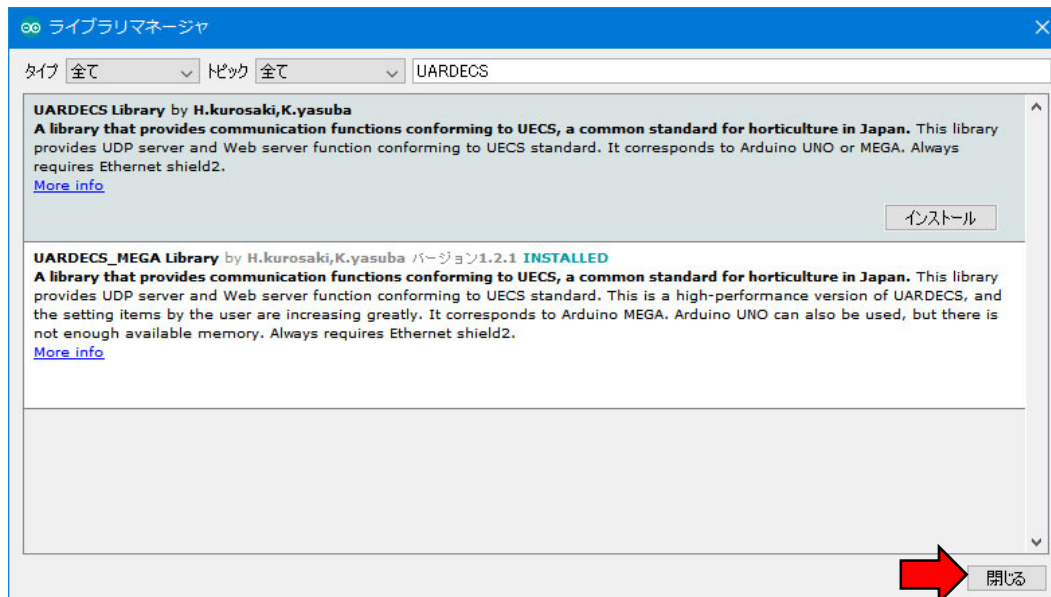 ライブラリマネージャ
タイプ 全て トピック 全て UARDECS
UARDECS Library by H.kurosaki,K.yasuba
A library that provides communication functions conforming to UECS, a common standard for horticulture in Japan. This library
provides UDP server and Web server function conforming to UECS standard. It corresponds to Arduino UNO or MEGA. Always
requires Ethernet shield2.
More info
インストール
UARDECS_MEGA Library by H.kurosaki,K.yasuba バージョン1.2.1 INSTALLED
A library that provides communication functions conforming to UECS, a common standard for horticulture in Japan. This library
provides UDP server and Web server function conforming to UECS standard. This is a high-performance version of UARDECS, and
the setting items by the user are increasing greatly. It corresponds to Arduino MEGA. Arduino UNO can also be used, but there is
not enough available memory. Always requires Ethernet shield2.
More info
閉じる